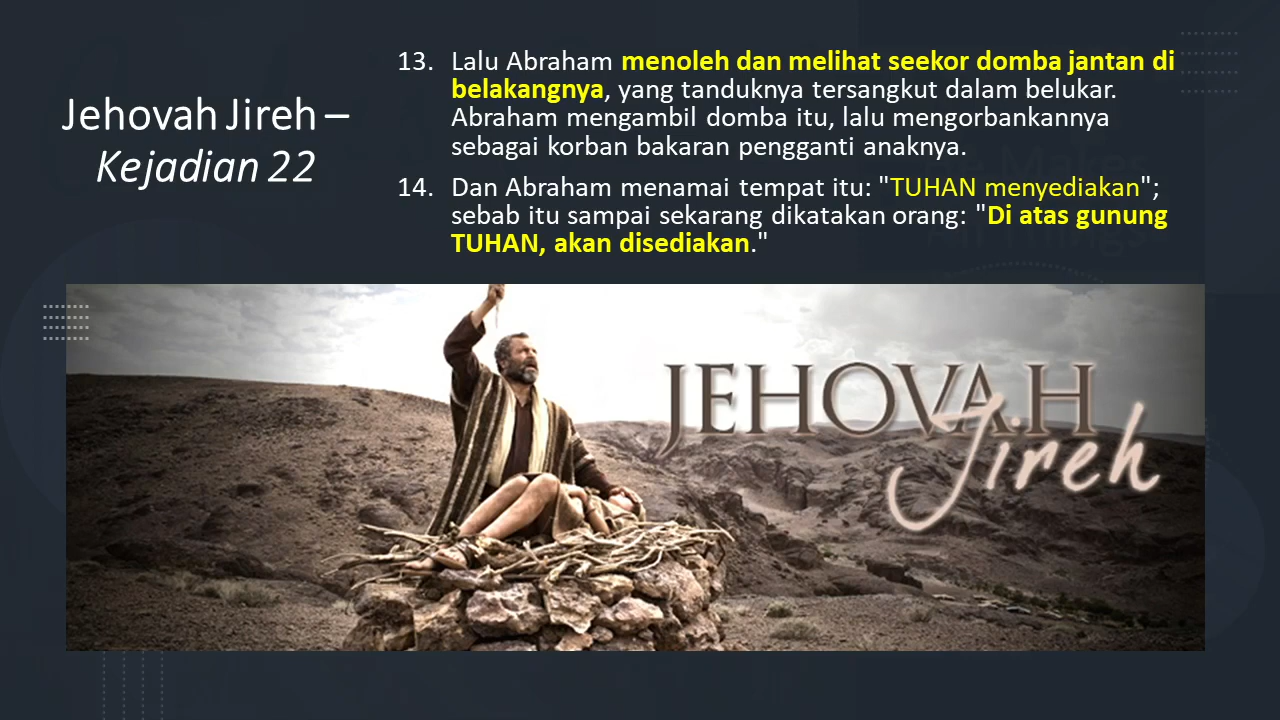 Jehovah Jireh –
Kejadian 22
13. Lalu Abraham menoleh dan melihat seekor domba jantan di
belakangnya, yang tanduknya tersangkut dalam belukar.
Abraham mengambil domba itu, lalu mengorbankannya
sebagai korban bakaran pengganti anaknya.
14. Dan Abraham menamai tempat itu: "TUHAN menyediakan";
sebab itu sampai sekarang dikatakan orang: "Di atas gunung
TUHAN, akan disediakan."
JEHOVAH
Jireh